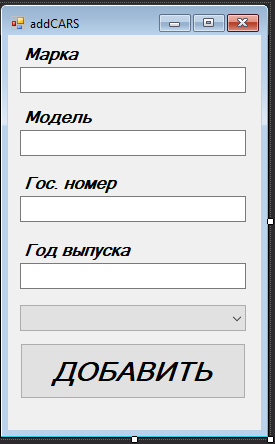 addCARS
Марка
Модель
Гос. номер
Год выпуска
ДОБАВИТЬ